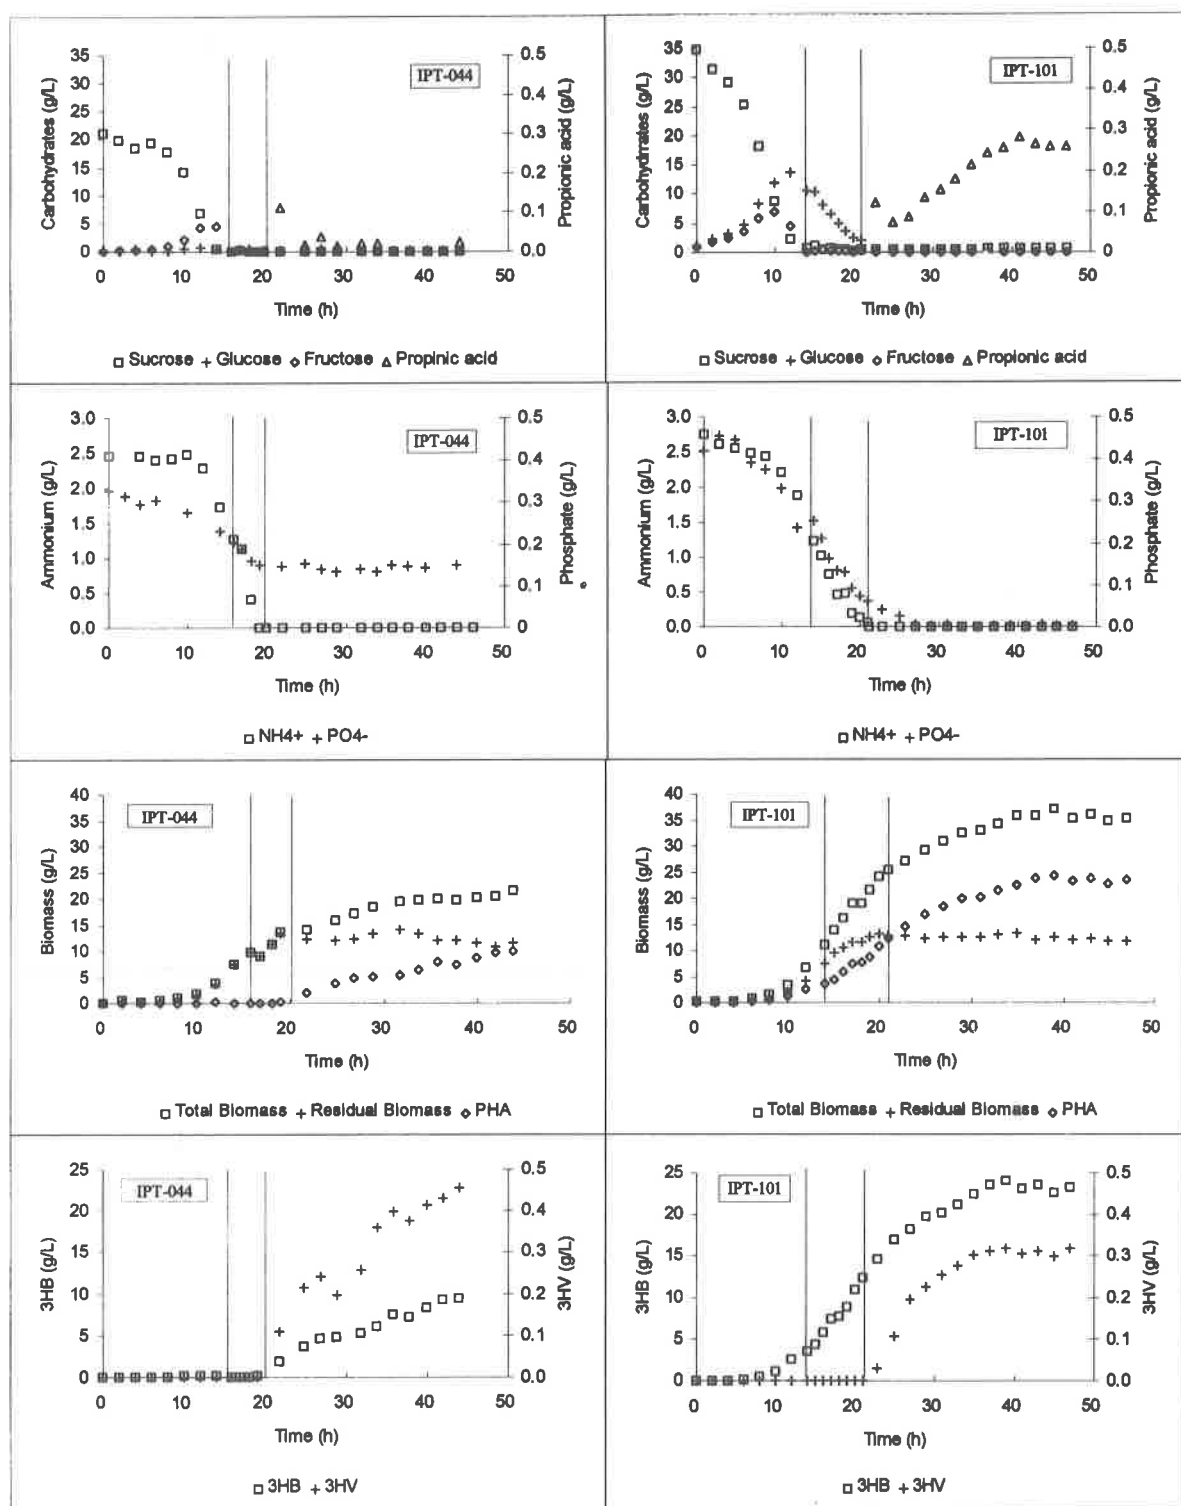 IPT-044
Carbohydrates (g/L)
35
30
25
20
15
10
5
0
0.5
0.4
0.3
0.2
0.1
0
Propionic acid (g/L)
0 10 20 30 40 50
Time (h)
Sucrose + Glucose Fructose Propinic acid
IPT-101
Carbohydrates (g/L)
35
30
25
20
15
10
5
0
0.5
0.4
0.3
0.2
0.1
0
Propionic acid (g/L)
0 10 20 30 40 50
Time (h)
Sucrose + Glucose Fructose Propionic acid
IPT-044
Ammonium (g/L)
3.0
2.5
2.0
1.5
1.0
0.5
0.0
0.5
0.4
0.3
0.2
0.1
0
Phosphate (g/L)
0 10 20 30 40 50
Time (h)
NH4+ + PO4-
IPT-101
Ammonium (g/L)
3.0
2.5
2.0
1.5
1.0
0.5
0.0
0.5
0.4
0.3
0.2
0.1
0.0
Phosphate (g/L)
0 10 20 30 40 50
Time (h)
NH4+ + PO4-
IPT-044
Biomass (g/L)
40
35
30
25
20
15
10
5
0
0 10 20 30 40 50
Time (h)
Total Biomass + Residual Biomass PHA
IPT-101
Biomass (g/L)
40
35
30
25
20
15
10
5
0
0 10 20 30 40 50
Time (h)
Total Biomass + Residual Biomass PHA
IPT-044
3HB (g/L)
25
20
15
10
5
0
0.5
0.4
0.3
0.2
0.1
0.0
3HV (g/L)
0 10 20 30 40 50
Time (h)
3HB + 3HV
IPT-101
3HB (g/L)
25
20
15
10
5
0
0.5
0.4
0.3
0.2
0.1
0.0
3HV (g/L)
0 10 20 30 40 50
Time (h)
3HB + 3HV